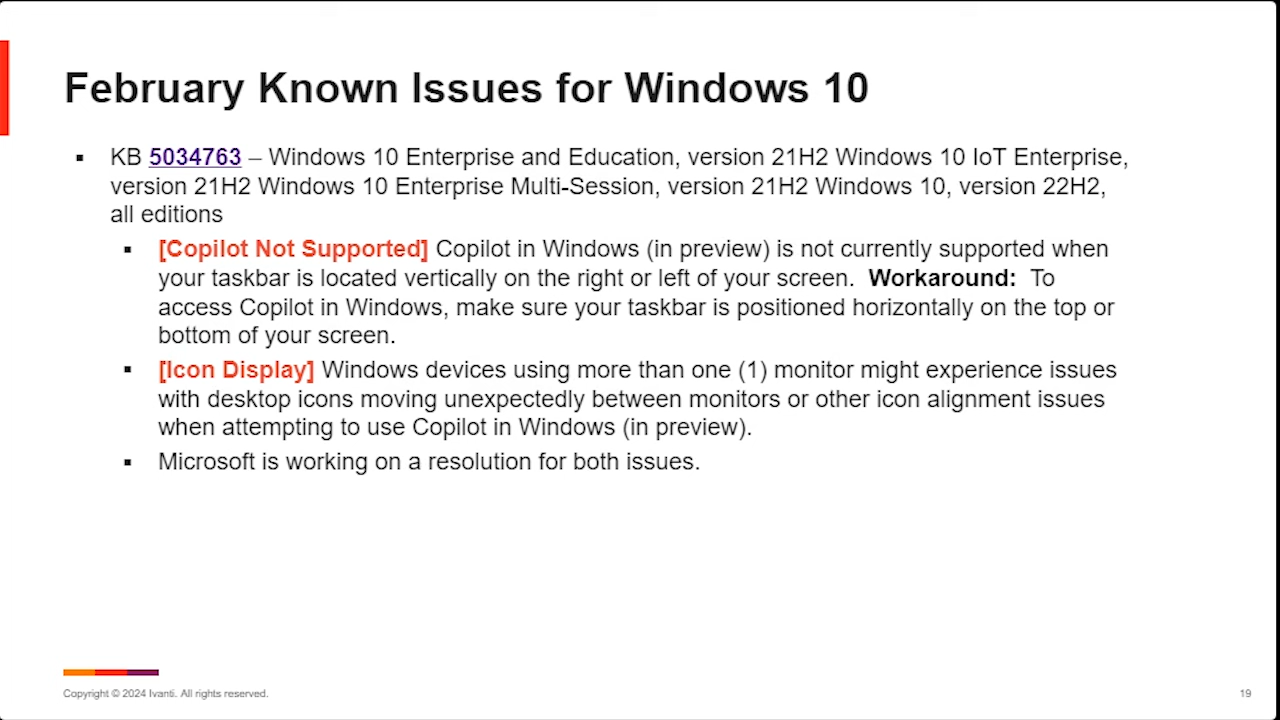 February Known Issues for Windows 10
▪ KB 5034763 – Windows 10 Enterprise and Education, version 21H2 Windows 10 IoT Enterprise,
version 21H2 Windows 10 Enterprise Multi-Session, version 21H2 Windows 10, version 22H2,
all editions
▪ [Copilot Not Supported] Copilot in Windows (in preview) is not currently supported when
your taskbar is located vertically on the right or left of your screen. Workaround: To
access Copilot in Windows, make sure your taskbar is positioned horizontally on the top or
bottom of your screen.
▪ [Icon Display] Windows devices using more than one (1) monitor might experience issues
with desktop icons moving unexpectedly between monitors or other icon alignment issues
when attempting to use Copilot in Windows (in preview).
▪ Microsoft is working on a resolution for both issues.
Copyright © 2024 Ivanti. All rights reserved.
19